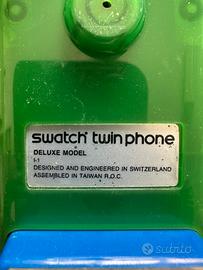 swatch twinphone
DELUXE MODEL
I-1
DESIGNED AND ENGINEERED IN SWITZERLAND
ASSEMBLED IN TAIWAN R.O.C.
subito